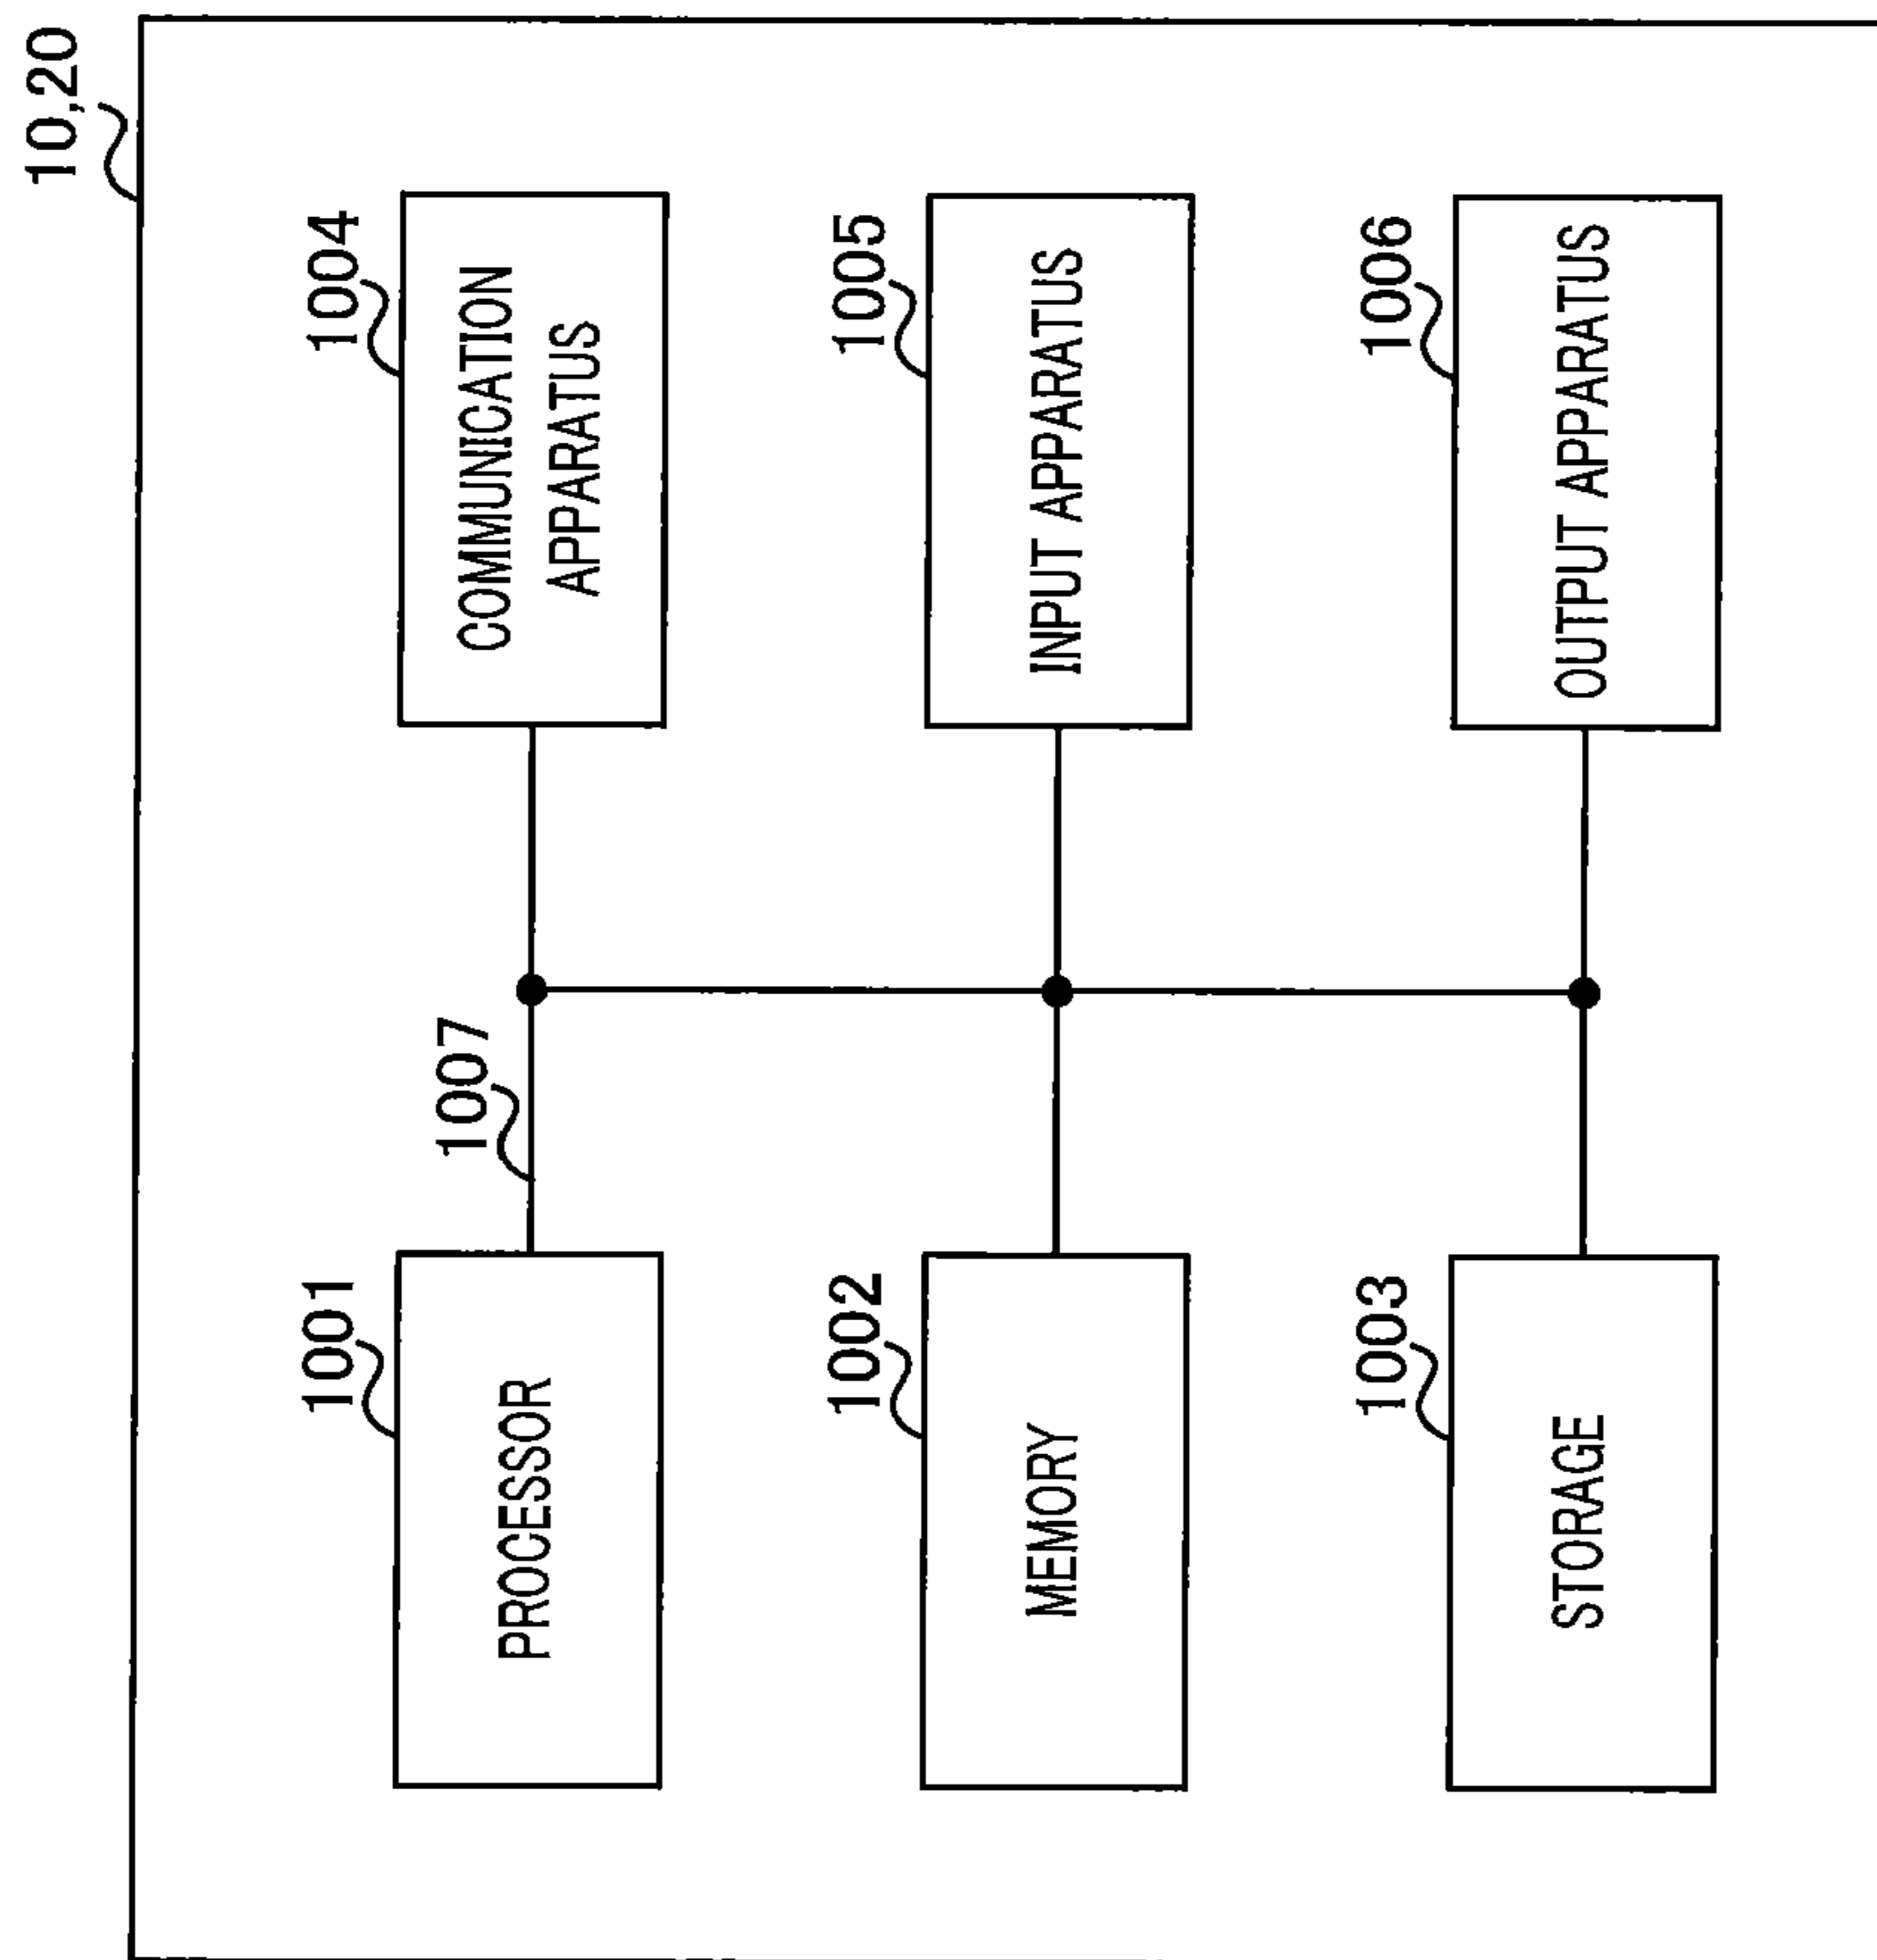 10,20
1001
PROCESSOR
1007
1004
COMMUNICATION
APPARATUS
1002
MEMORY
1005
INPUT APPARATUS
1003
STORAGE
1006
OUTPUT APPARATUS